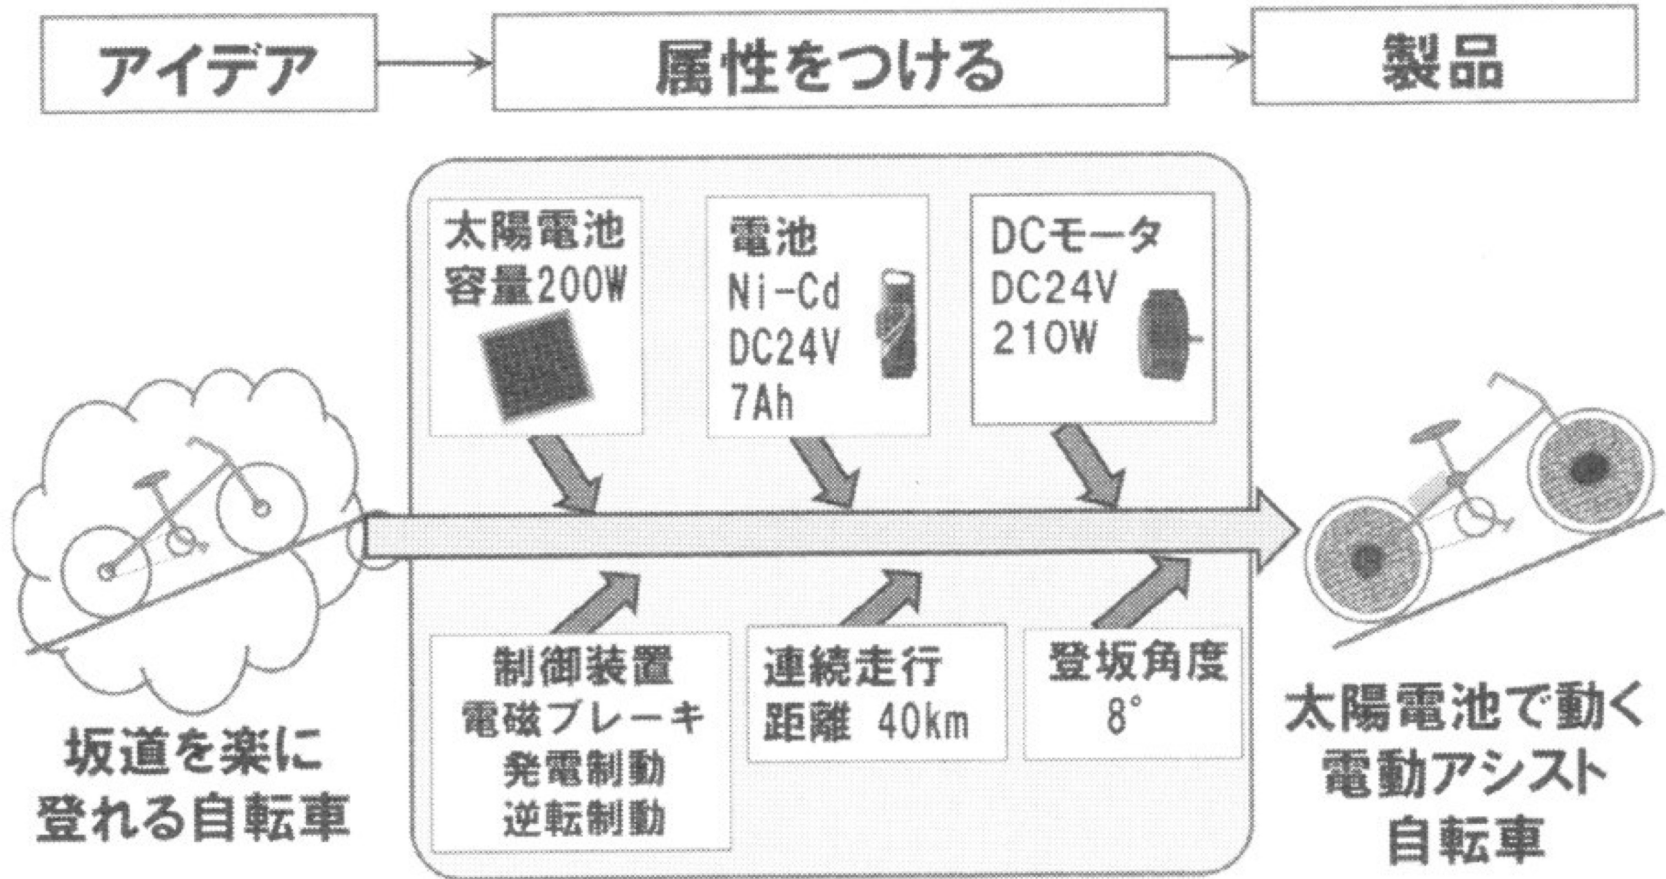 アイデア
属性をつける
製品
太陽電池
容量200W
電池
Ni-Cd
DC24V
7Ah
DCモータ
DC24V
210W
制御装置
電磁ブレーキ
発電制動
逆転制動
連続走行
距離 40km
登坂角度
8°
坂道を楽に
登れる自転車
太陽電池で動く
電動アシスト
自転車